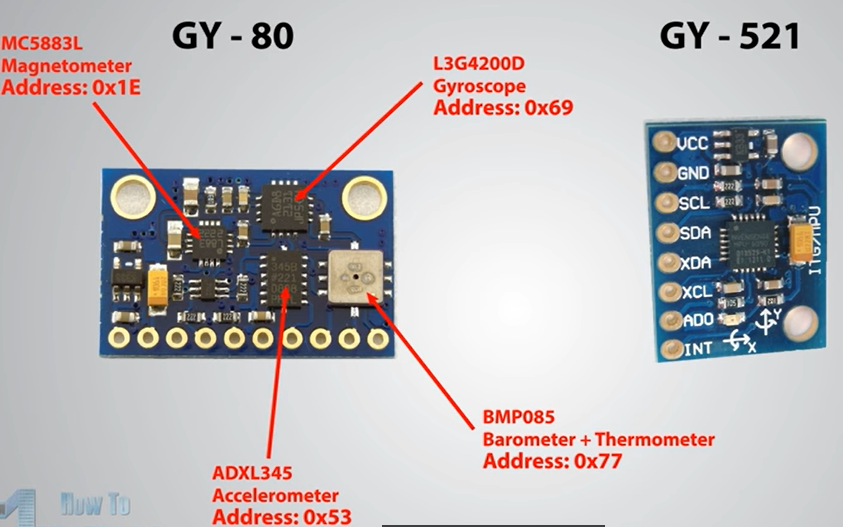 GY - 80
GY - 521
MC5883L
Magnetometer
Address: 0x1E
L3G4200D
Gyroscope
Address: 0x69
VCC
GND
SCL
SDA
XDA
XCL
ADO
INT
ITG/MPU
Y
X
345B
BMP085
Barometer + Thermometer
Address: 0x77
ADXL345
Accelerometer
Address: 0x53
How To